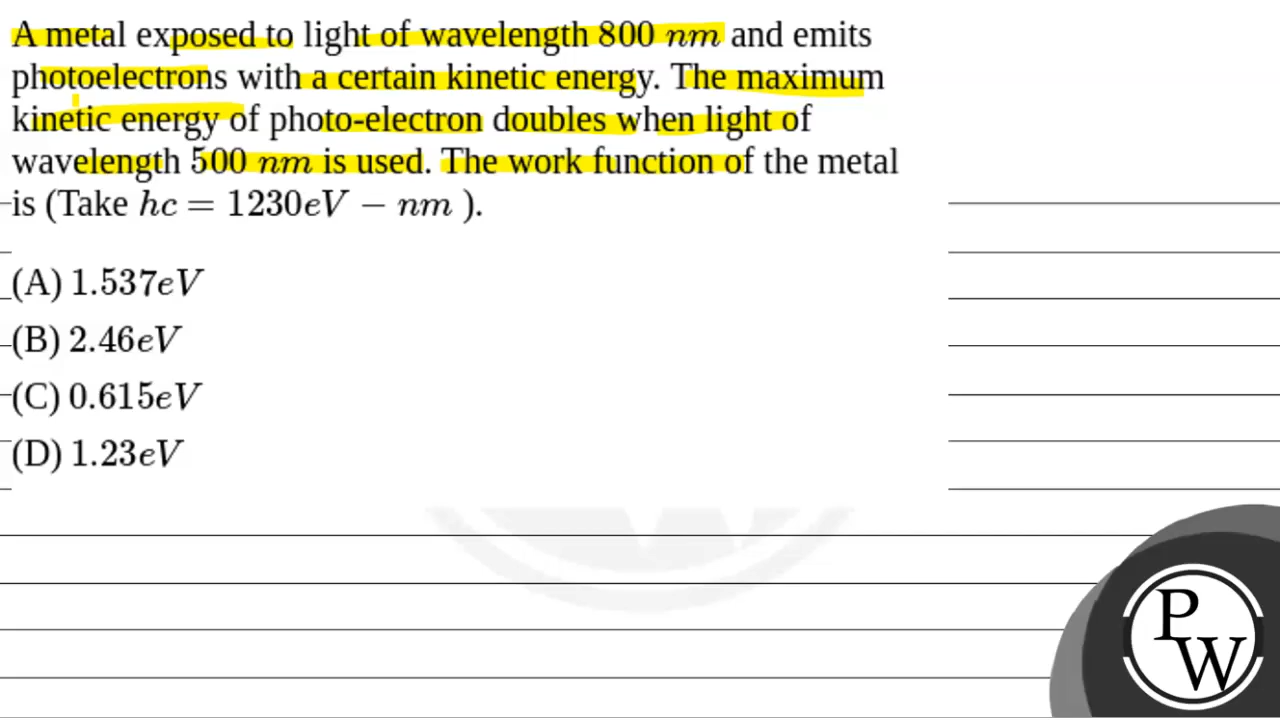 A metal exposed to light of wavelength 800 nm and emits
photoelectrons with a certain kinetic energy. The maximum
kinetic energy of photo-electron doubles when light of
wavelength 500 nm is used. The work function of the metal
is (Take hc = 1230eV − nm ).
(A) 1.537eV
(B) 2.46eV
(C) 0.615eV
(D) 1.23eV
P
W